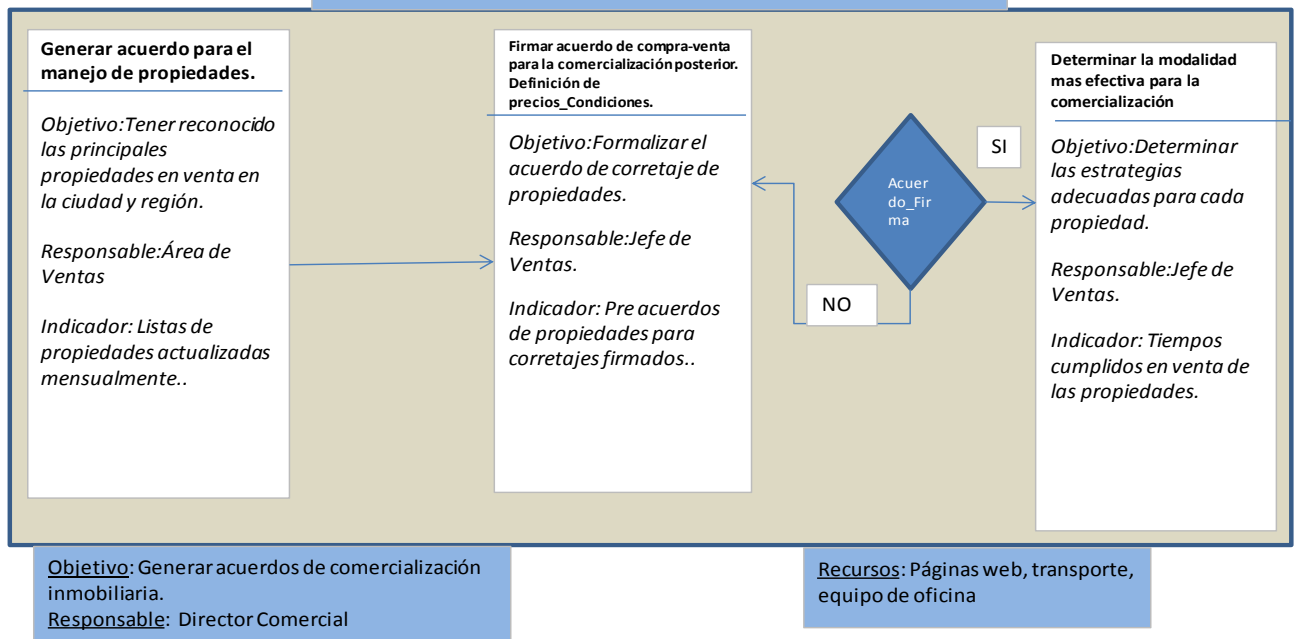 Generar acuerdo para el
manejo de propiedades.
Objetivo:Tener reconocido
las principales
propiedades en venta en
la ciudad y región.
Responsable:Área de
Ventas
Indicador: Listas de
propiedades actualizadas
mensualmente..
Firmar acuerdo de compra-venta
para la comercialización posterior.
Definición de
precios_Condiciones.
Objetivo:Formalizar el
acuerdo de corretaje de
propiedades.
Responsable:Jefe de
Ventas.
Indicador: Pre acuerdos
de propiedades para
corretajes firmados..
Acuer
do_Fir
ma
SI
NO
Determinar la modalidad
mas efectiva para la
comercialización
Objetivo:Determinar
las estrategias
adecuadas para cada
propiedad.
Responsable:Jefe de
Ventas.
Indicador: Tiempos
cumplidos en venta de
las propiedades.
Objetivo: Generar acuerdos de comercialización
inmobiliaria.
Responsable: Director Comercial
Recursos: Páginas web, transporte,
equipo de oficina